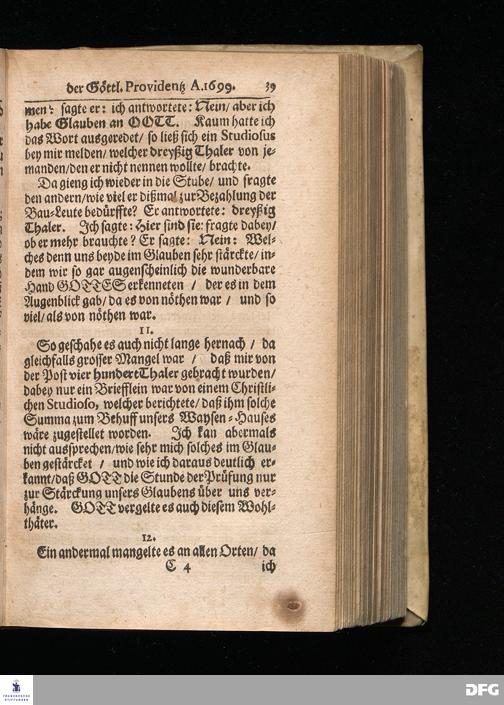 der Göttl. Providentz A. 1699. 39
men: sagte er: ich antwortete: Nein/ aber ich
habe Glauben an GOTT. Kaum hatte ich
das Wort ausgeredet/ so ließ sich ein Studiosus
bey mir melden/ welcher dreyßig Thaler von je-
manden/ den er nicht nennen wollte/ brachte.
Da gieng ich wieder in die Stube/ und fragte
den andern/ wie viel er dißmal zur Bezahlung der
Bau-Leute bedürffte? Er antwortete: dreyßig
Thaler. Ich sagte: Hier sind sie: fragte dabey/
ob er mehr brauchte? Er sagte: Nein: Wel-
ches denn uns beyde im Glauben sehr stärckte/ in-
dem wir so gar augenscheinlich die wunderbare
Hand GOTTES erkenneten / der es in dem
Augenblick gab/ da es von nöthen war / und so
viel/ als von nöthen war.
11.
So geschahe es auch nicht lange hernach / da
gleichfalls grosser Mangel war / daß mir von
der Post vier hundert Thaler gebracht wurden/
dabey nur ein Briefflein war von einem Christli-
chen Studioso, welcher berichtete/ daß ihm solche
Summa zum Behuff unsers Waysen-Hauses
wäre zugestellet worden. Ich kan abermals
nicht aussprechen/ wie sehr mich solches im Glau-
ben gestärcket / und wie ich daraus deutlich er-
kannt/ daß GOTT die Stunde der Prüfung nur
zur Stärckung unsers Glaubens über uns ver-
hänge. GOTT vergelte es auch diesem Wohl-
thäter.
12.
Ein andermal mangelte es an allen Orten/ da
C 4 ich
FRANCKESCHE
STIFTUNGEN
DFG